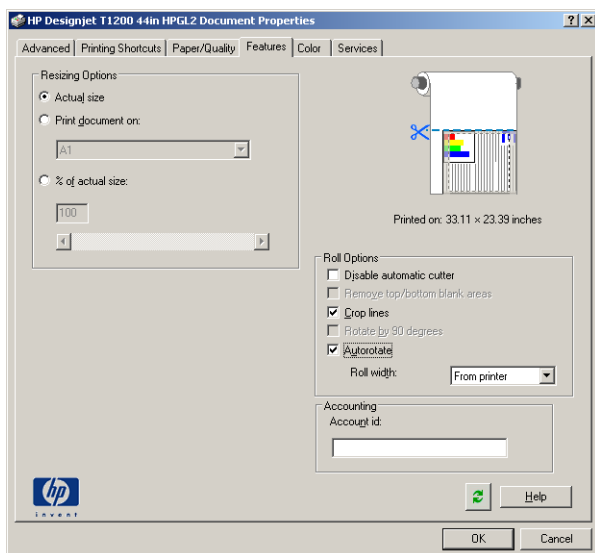 HP Designjet T1200 44in HPGL2 Document Properties
Advanced Printing Shortcuts Paper/Quality Features Color Services
Resizing Options
Actual size
Print document on:
A1
% of actual size:
100
Printed on: 33.11 × 23.39 inches
Roll Options
Disable automatic cutter
Remove top/bottom blank areas
Crop lines
Rotate by 90 degrees
Autorotate
Roll width: From printer
Accounting
Account id:
hp
invent
Help
OK Cancel